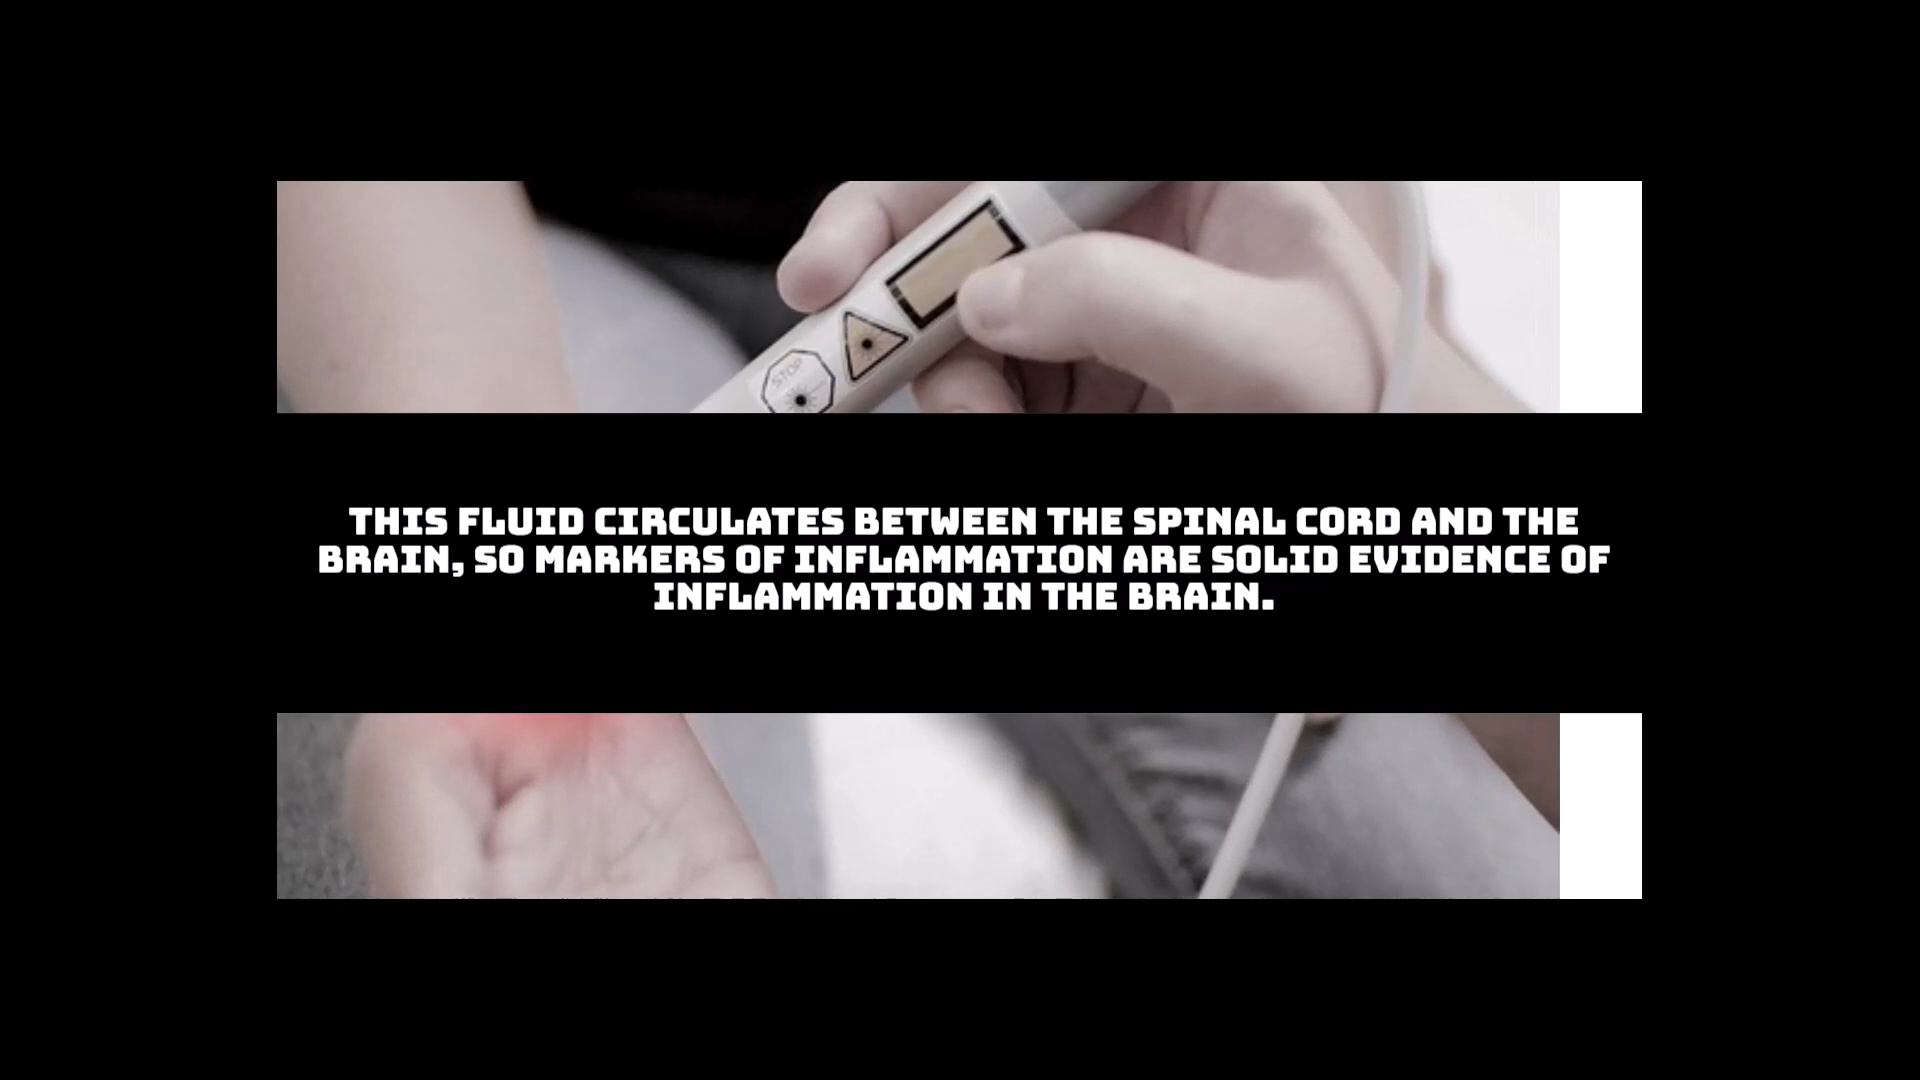 STOP
THIS FLUID CIRCULATES BETWEEN THE SPINAL CORD AND THE
BRAIN, SO MARKERS OF INFLAMMATION ARE SOLID EVIDENCE OF
INFLAMMATION IN THE BRAIN.